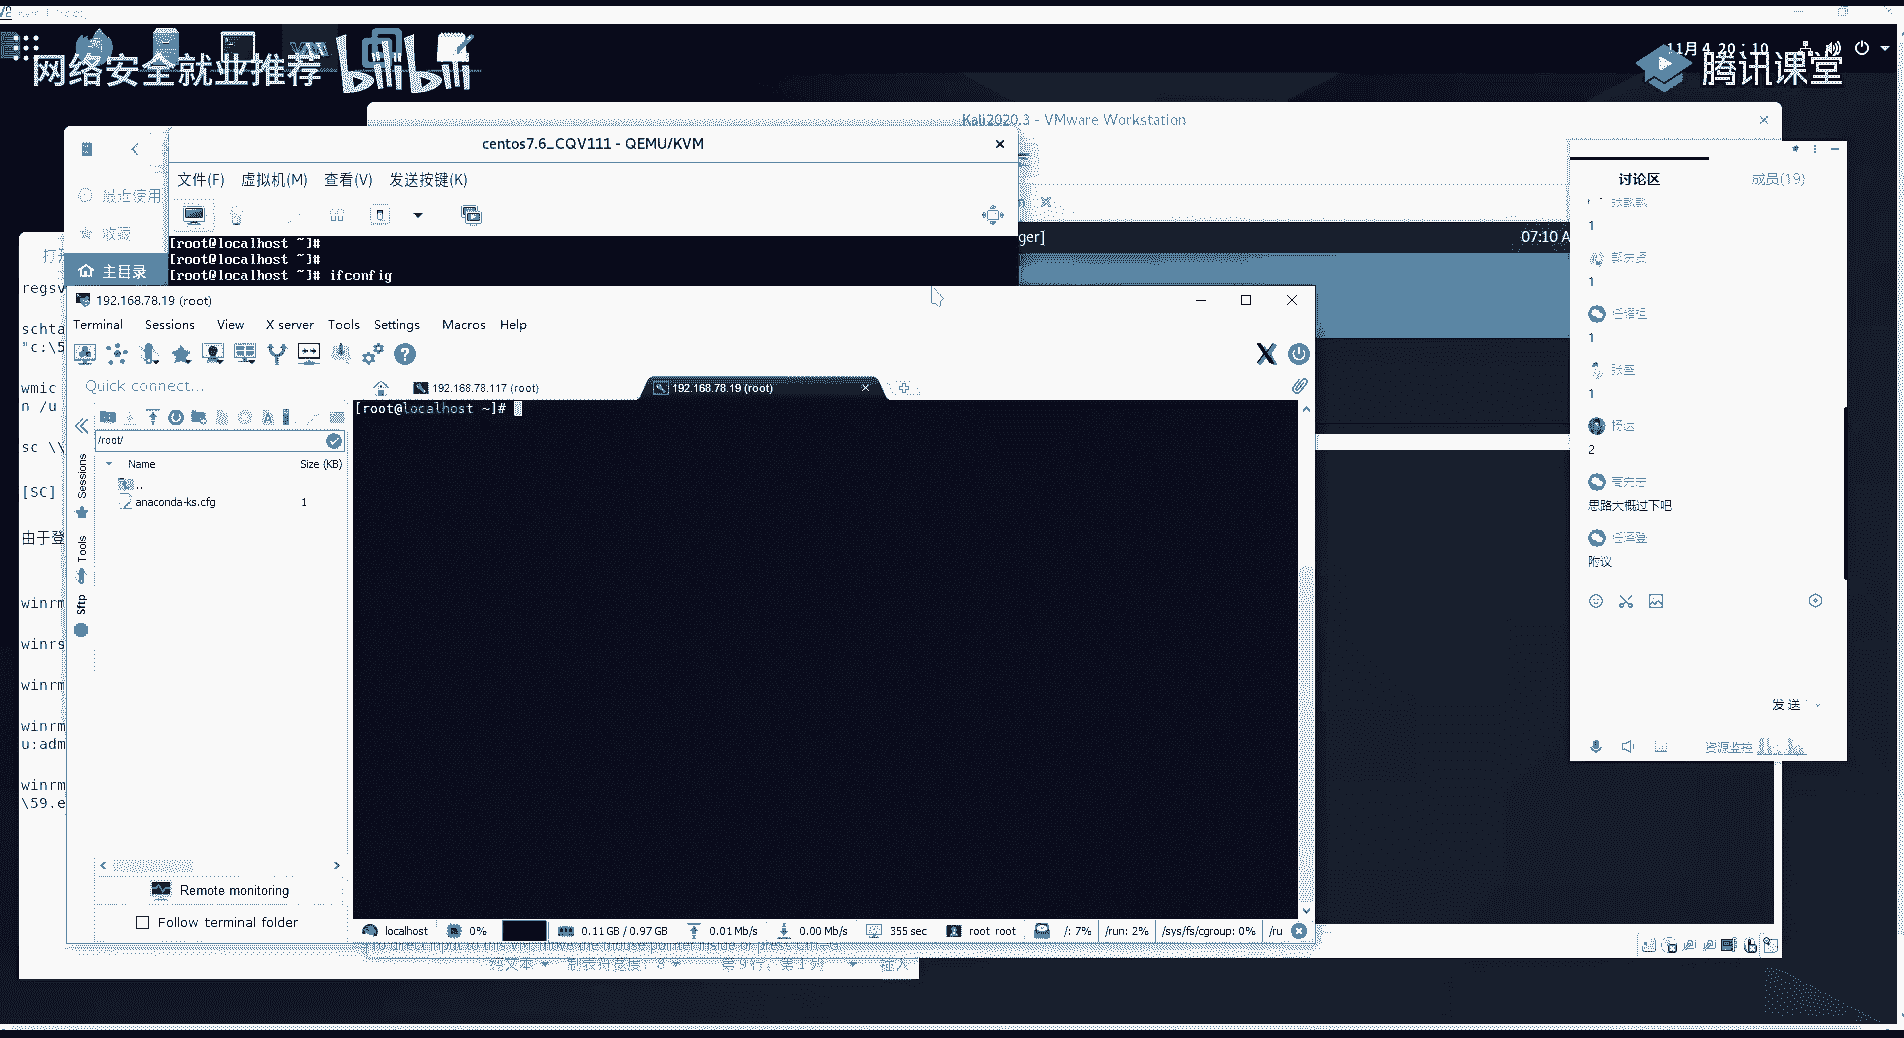 网络安全就业推荐 bilibili
11月 4 20：10
腾讯课堂
Kali2020.3 - VMware Workstation
centos7.6_CQV111 - QEMU/KVM
文件(F) 虚拟机(M) 查看(V) 发送按键(K)
最近使用
收藏
主目录
[root@localhost ~]#
[root@localhost ~]#
[root@localhost ~]# ifconfig
ger]
07:10 A
打开
regsv
schta
"c:\5
wmic
n /u
sc \\
[SC]
由于登
winrm
winrs
winrm
winrm
u:adm
winrm
\59.e
192.168.78.19 (root)
Terminal Sessions View X server Tools Settings Macros Help
Quick connect...
192.168.78.117 (root)
192.168.78.19 (root)
/root/
Name Size (KB)
..
anaconda-ks.cfg 1
Sessions
Tools
Sftp
[root@localhost ~]#
Remote monitoring
Follow terminal folder
localhost 0% 0.11 GB / 0.97 GB 0.01 Mb/s 0.00 Mb/s 355 sec root root /: 7% /run: 2% /sys/fs/cgroup: 0% /ru
To direct input to this VM, move the mouse pointer inside or press Ctrl+G.
纯文本 制表符宽度：8 第 9 行，第 1 列 插入
讨论区 成员(19)
1
1
1
1
2
思路大概过下吧
附议
发送
资源监控